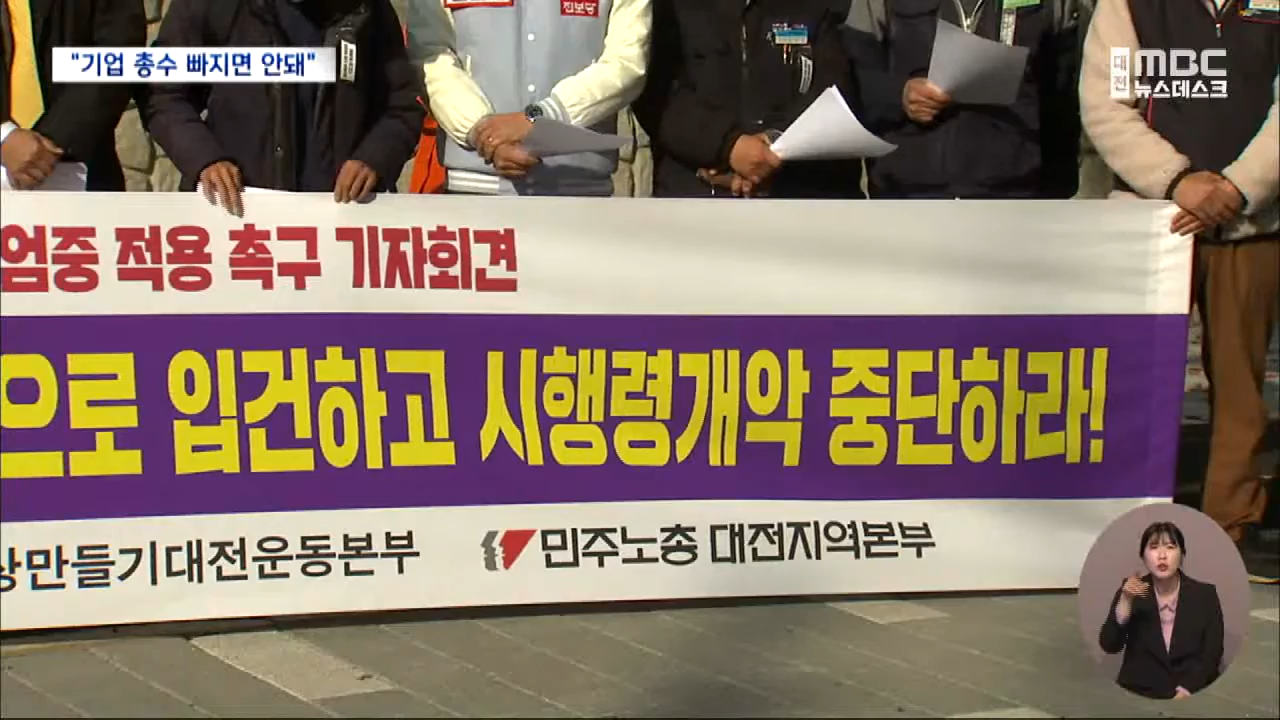 "기업 총수 빠지면 안돼"
대전 MBC
뉴스데스크
진보당
엄중 적용 촉구 기자회견
으로 입건하고 시행령개악 중단하라!
만들기대전운동본부
민주노총 대전지역본부